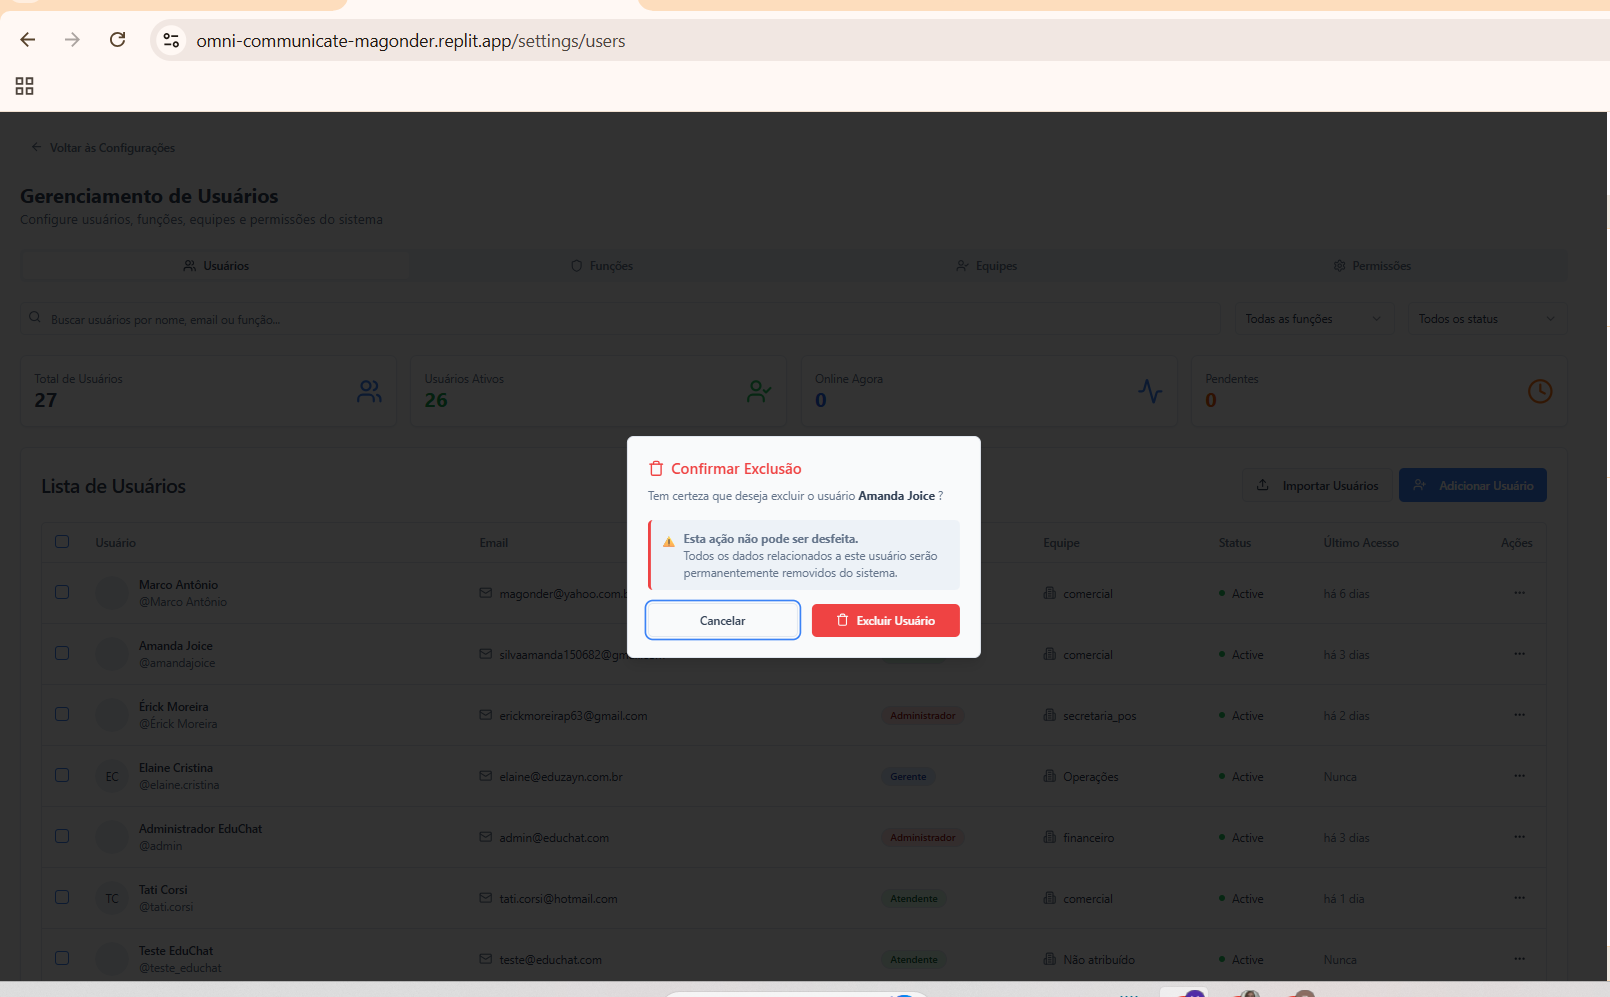 omni-communicate-magonder.replit.app/settings/users
Voltar às Configurações
Gerenciamento de Usuários
Configure usuários, funções, equipes e permissões do sistema
Usuários Funções Equipes Permissões
Buscar usuários por nome, email ou função... Todas as funções Todos os status
Total de Usuários Usuários Ativos Online Agora Pendentes
27 26 0 0
Confirmar Exclusão
Tem certeza que deseja excluir o usuário Amanda Joice ?
Esta ação não pode ser desfeita.
Todos os dados relacionados a este usuário serão
permanentemente removidos do sistema.
Cancelar Excluir Usuário
Lista de Usuários Importar Usuários Adicionar Usuário
Usuário Email Equipe Status Último Acesso Ações
Marco Antônio
@Marco Antônio magonder@yahoo.com.b comercial Active há 6 dias
Amanda Joice
@amandajoice silvaamanda150682@gm comercial Active há 3 dias
Érick Moreira
@Érick Moreira erickmoreirap63@gmail.com Administrador secretaria_pos Active há 2 dias
EC Elaine Cristina
@elaine.cristina elaine@eduzayn.com.br Gerente Operações Active Nunca
Administrador EduChat
@admin admin@educhat.com Administrador financeiro Active há 3 dias
TC Tati Corsi
@tati.corsi tati.corsi@hotmail.com Atendente comercial Active há 1 dia
Teste EduChat
@teste_educhat teste@educhat.com Atendente Não atribuído Active Nunca